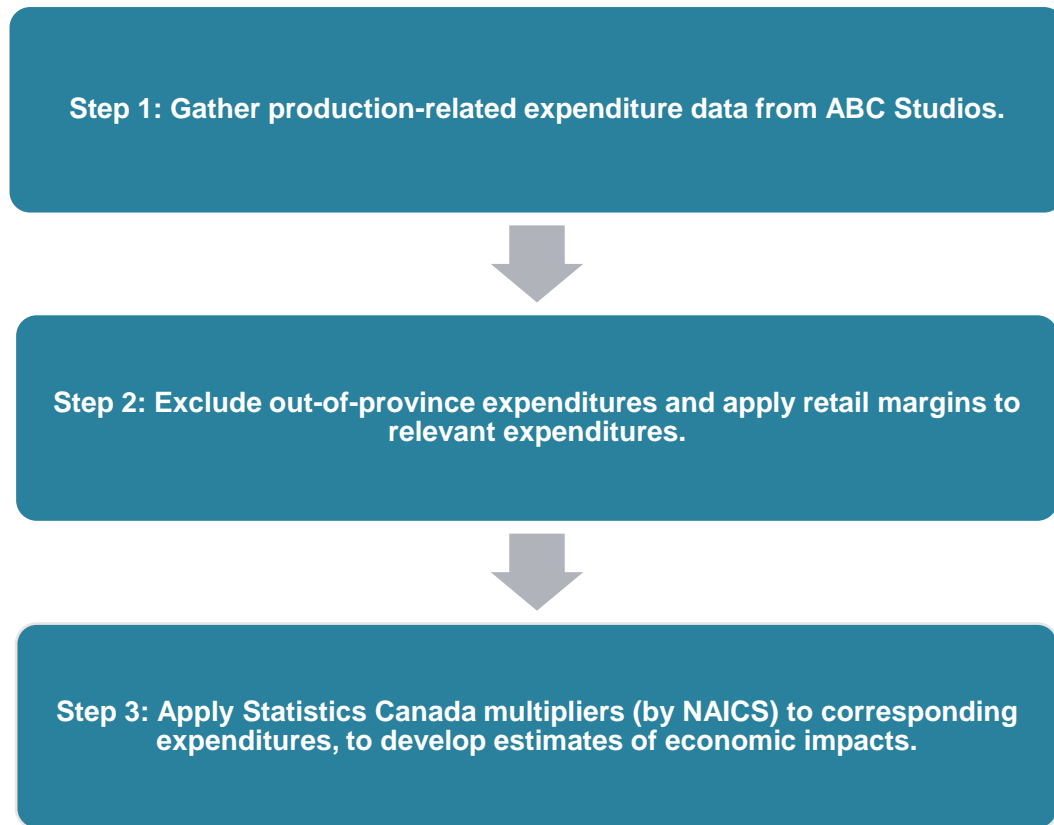 Step 1: Gather production-related expenditure data from ABC Studios.
Step 2: Exclude out-of-province expenditures and apply retail margins to
relevant expenditures.
Step 3: Apply Statistics Canada multipliers (by NAICS) to corresponding
expenditures, to develop estimates of economic impacts.